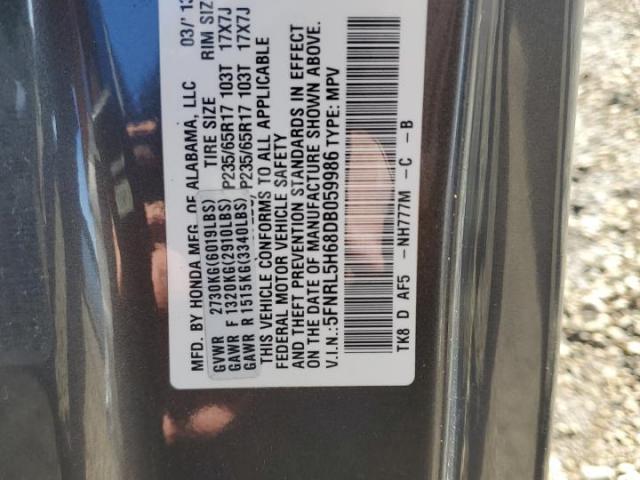 MFD. BY HONDA MFG. OF ALABAMA, LLC 03/'13
GVWR 2730KG(6019LBS) TIRE SIZE RIM SIZ
GAWR F 1320KG(2910LBS) P235/65R17 103T 17X7J
GAWR R 1515KG(3340LBS) P235/65R17 103T 17X7J
THIS VEHICLE CONFORMS TO ALL APPLICABLE
FEDERAL MOTOR VEHICLE SAFETY
AND THEFT PREVENTION STANDARDS IN EFFECT
ON THE DATE OF MANUFACTURE SHOWN ABOVE.
V.I.N.:5FNRL5H68DB059986 TYPE: MPV
TK8 D AF5 -NH777M -C -B